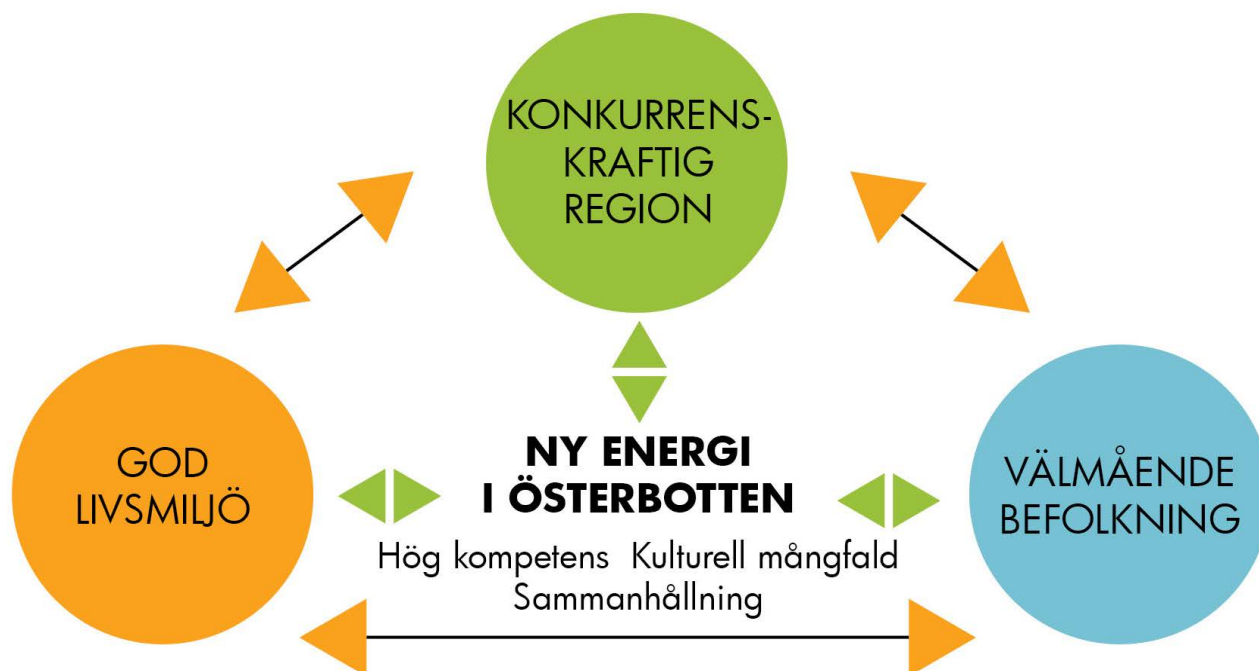 KONKURRENS-
KRAFTIG
REGION
GOD
LIVSMILJÖ
NY ENERGI
I ÖSTERBOTTEN
Hög kompetens  Kulturell mångfald
Sammanhållning
VÄLMÅENDE
BEFOLKNING